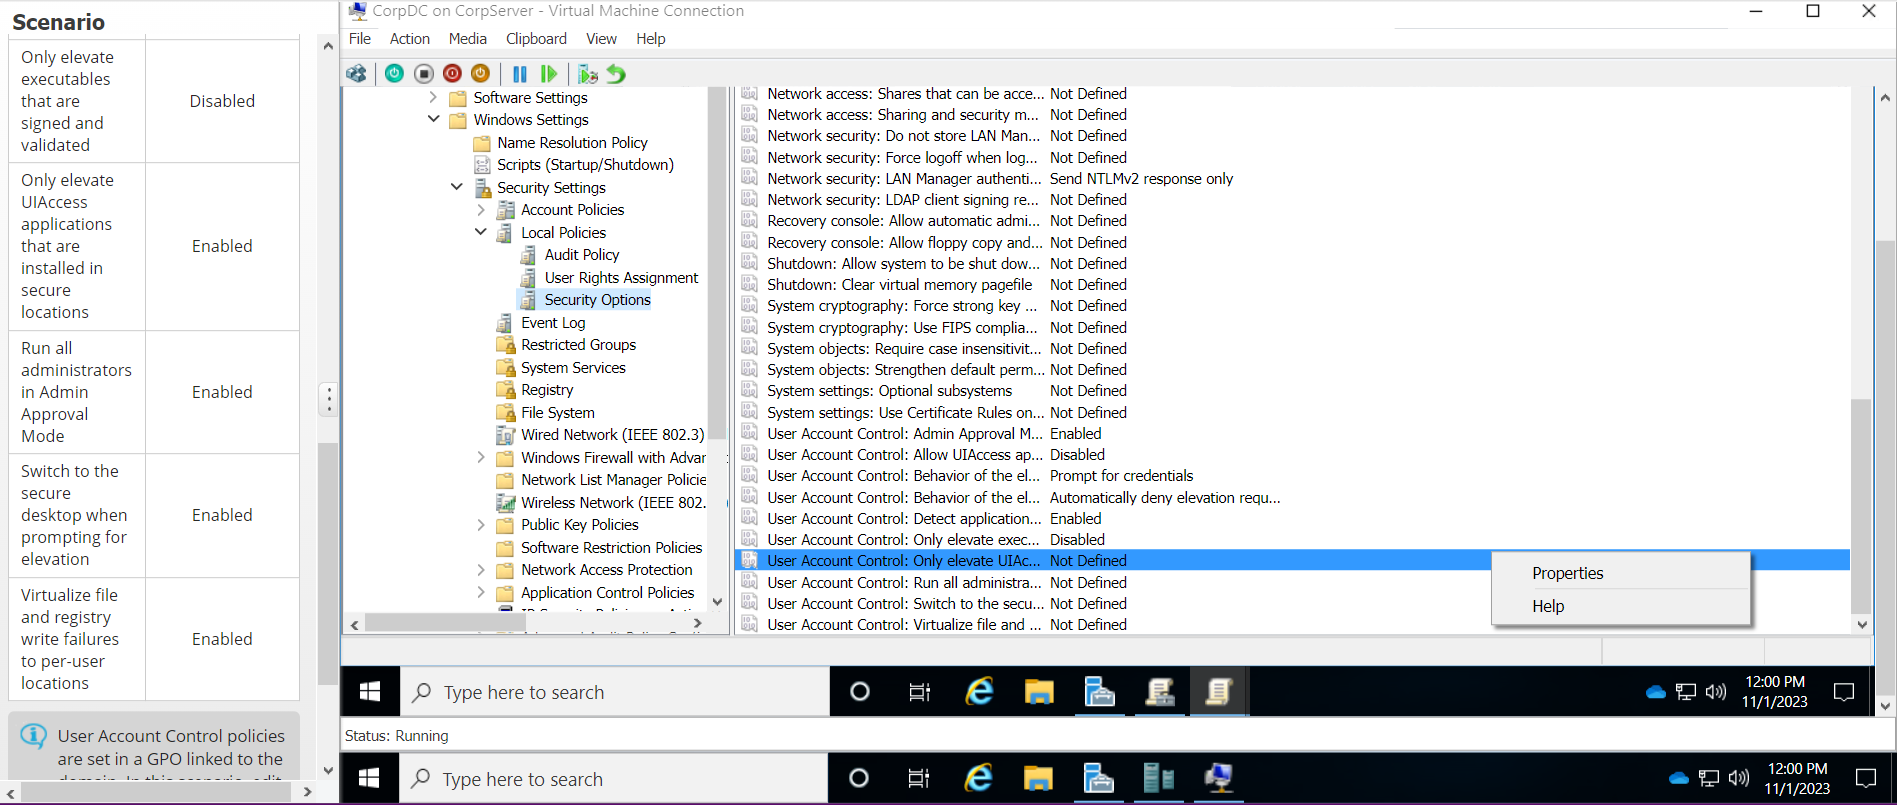 Scenario
Only elevate
executables
that are
signed and
validated
Disabled
Only elevate
UIAccess
applications
that are
installed in
secure
locations
Enabled
Run all
administrators
in Admin
Approval
Mode
Enabled
Switch to the
secure
desktop when
prompting for
elevation
Enabled
Virtualize file
and registry
write failures
to per-user
locations
Enabled
User Account Control policies
are set in a GPO linked to the
domain. In this scenario, edit
CorpDC on CorpServer - Virtual Machine Connection
File Action Media Clipboard View Help
Software Settings
Windows Settings
Name Resolution Policy
Scripts (Startup/Shutdown)
Security Settings
Account Policies
Local Policies
Audit Policy
User Rights Assignment
Security Options
Event Log
Restricted Groups
System Services
Registry
File System
Wired Network (IEEE 802.3)
Windows Firewall with Advan
Network List Manager Policie
Wireless Network (IEEE 802.
Public Key Policies
Software Restriction Policies
Network Access Protection
Application Control Policies
Network access: Shares that can be acce... Not Defined
Network access: Sharing and security m... Not Defined
Network security: Do not store LAN Man... Not Defined
Network security: Force logoff when log... Not Defined
Network security: LAN Manager authenti... Send NTLMv2 response only
Network security: LDAP client signing re... Not Defined
Recovery console: Allow automatic admi... Not Defined
Recovery console: Allow floppy copy and... Not Defined
Shutdown: Allow system to be shut dow... Not Defined
Shutdown: Clear virtual memory pagefile Not Defined
System cryptography: Force strong key ... Not Defined
System cryptography: Use FIPS complia... Not Defined
System objects: Require case insensitivit... Not Defined
System objects: Strengthen default perm... Not Defined
System settings: Optional subsystems Not Defined
System settings: Use Certificate Rules on... Not Defined
User Account Control: Admin Approval M... Enabled
User Account Control: Allow UIAccess ap... Disabled
User Account Control: Behavior of the el... Prompt for credentials
User Account Control: Behavior of the el... Automatically deny elevation requ...
User Account Control: Detect application... Enabled
User Account Control: Only elevate exec... Disabled
User Account Control: Only elevate UIAc... Not Defined
User Account Control: Run all administra... Not Defined
User Account Control: Switch to the secu... Not Defined
User Account Control: Virtualize file and ... Not Defined
Properties
Help
Type here to search
12:00 PM
11/1/2023
Status: Running
Type here to search
12:00 PM
11/1/2023